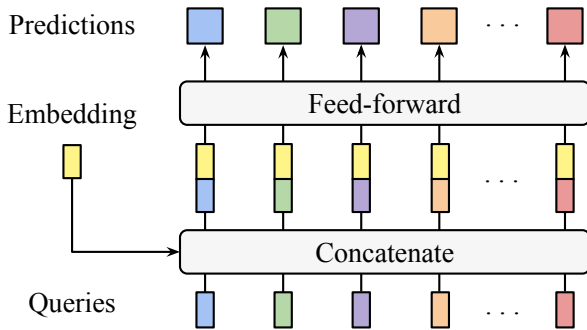 Predictions
. . .
Feed-forward
Embedding
. . .
Concatenate
Queries
. . .